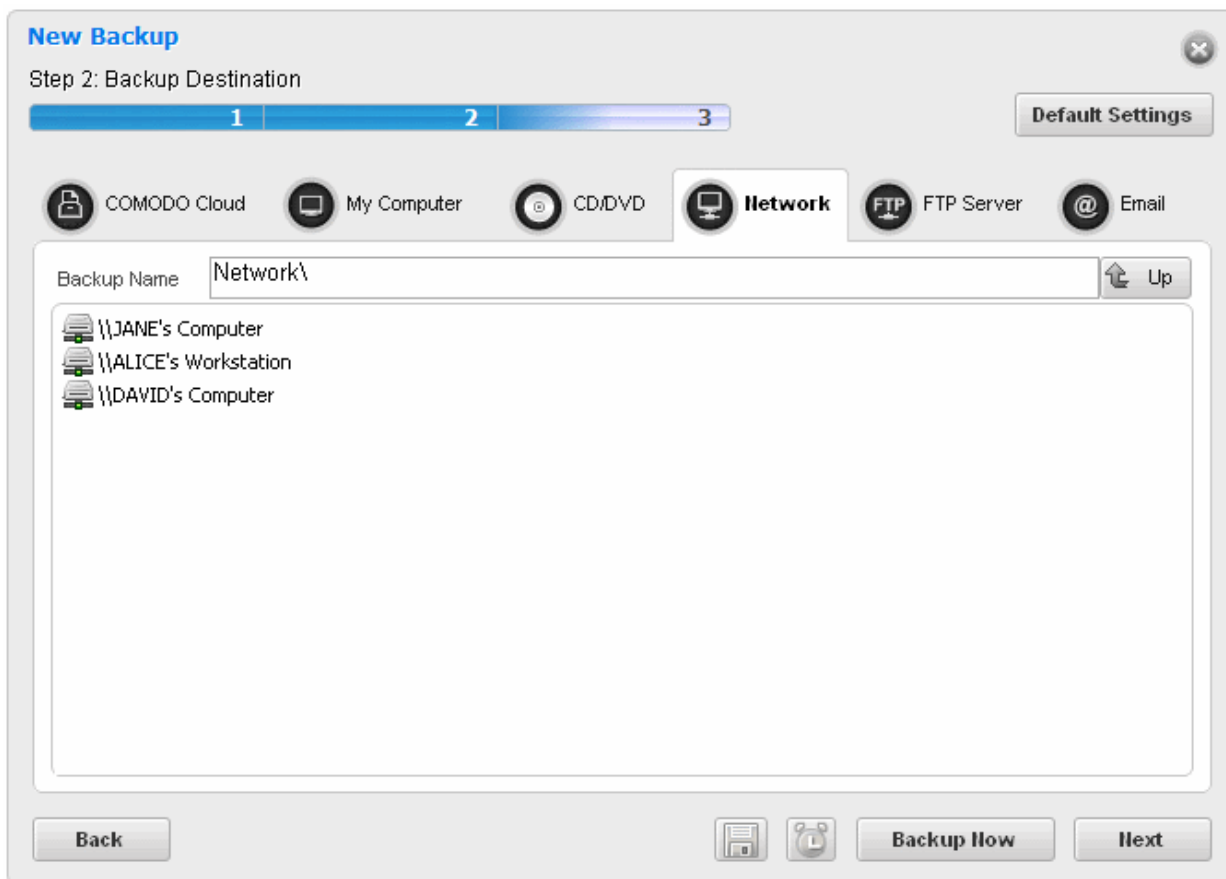 New Backup
Step 2: Backup Destination
1 2 3
Default Settings
COMODO Cloud My Computer CD/DVD Network FTP FTP Server @ Email
Backup Name Network\ Up
\\JANE's Computer
\\ALICE's Workstation
\\DAVID's Computer
Back Backup Now Next